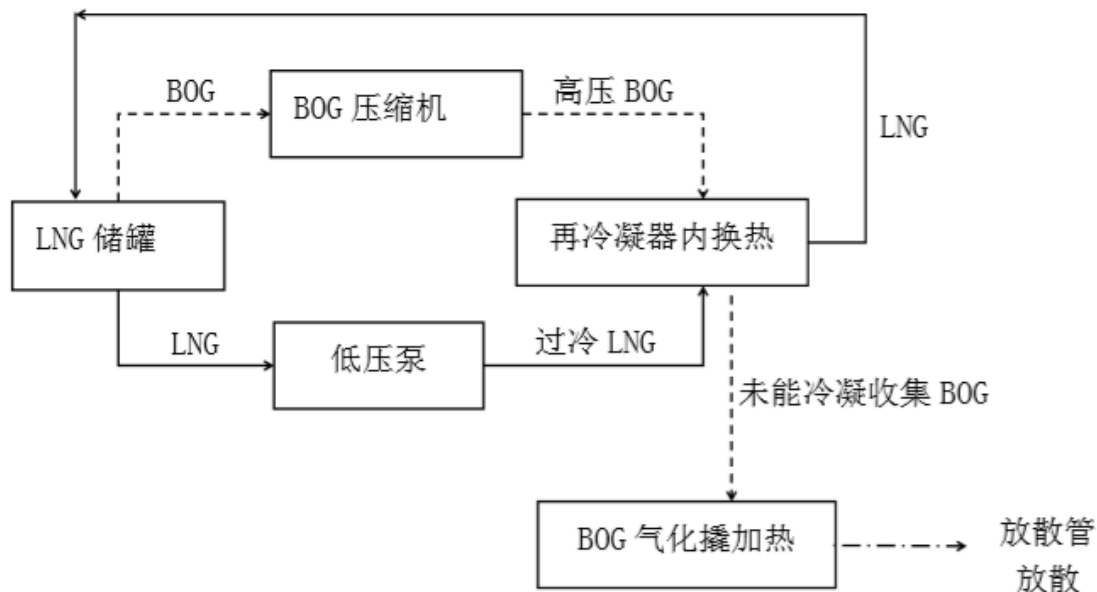 BOG
BOG 压缩机
高压 BOG
LNG
LNG 储罐
再冷凝器内换热
LNG
低压泵
过冷 LNG
未能冷凝收集 BOG
BOG 气化撬加热
放散管
放散